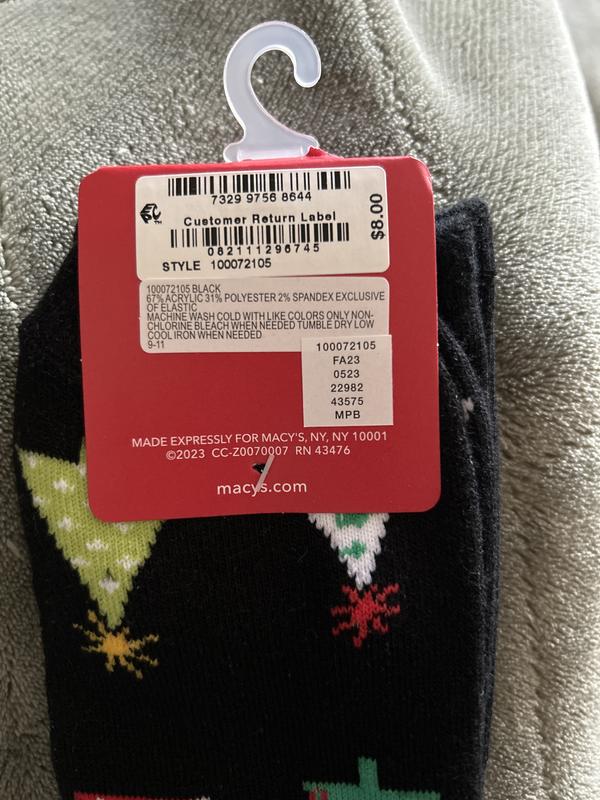 7329 9756 8644
Customer Return Label
$8.00
062111296745
STYLE 100072105
100072105 BLACK
67% ACRYLIC 31% POLYESTER 2% SPANDEX EXCLUSIVE
OF ELASTIC
MACHINE WASH COLD WITH LIKE COLORS ONLY NON-
CHLORINE BLEACH WHEN NEEDED TUMBLE DRY LOW
COOL IRON WHEN NEEDED
9-11
100072105
FA23
0523
22982
43575
MPB
MADE EXPRESSLY FOR MACY'S, NY, NY 10001
©2023 CC-Z0070007 RN 43476
macys.com